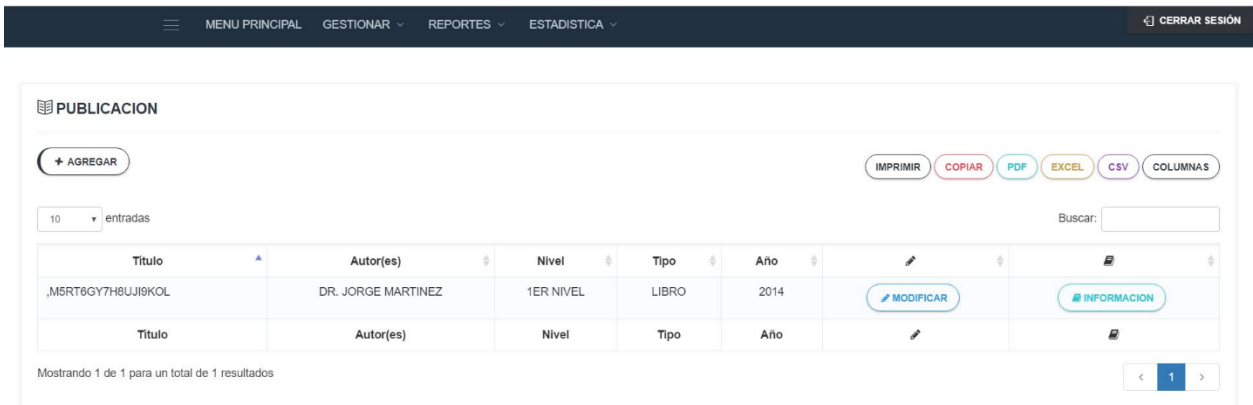 MENU PRINCIPAL GESTIONAR REPORTES ESTADISTICA CERRAR SESIÓN
PUBLICACION
+ AGREGAR IMPRIMIR COPIAR PDF EXCEL CSV COLUMNAS
10 entradas Buscar:
Título Autor(es) Nivel Tipo Año
,M5RT6GY7H8UJI9KOL DR. JORGE MARTINEZ 1ER NIVEL LIBRO 2014 MODIFICAR INFORMACION
Título Autor(es) Nivel Tipo Año
Mostrando 1 de 1 para un total de 1 resultados < 1 >